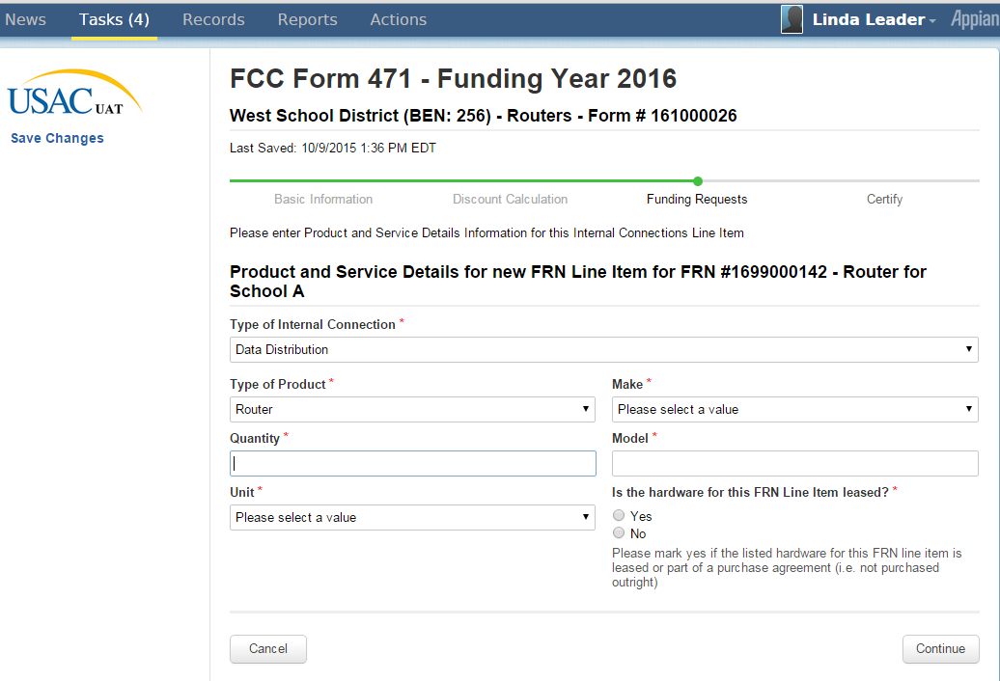 News Tasks (4) Records Reports Actions Linda Leader Appian
USAC UAT
Save Changes
FCC Form 471 - Funding Year 2016
West School District (BEN: 256) - Routers - Form # 161000026
Last Saved: 10/9/2015 1:36 PM EDT
Basic Information Discount Calculation Funding Requests Certify
Please enter Product and Service Details Information for this Internal Connections Line Item
Product and Service Details for new FRN Line Item for FRN #1699000142 - Router for
School A
Type of Internal Connection *
Data Distribution
Type of Product * Make *
Router Please select a value
Quantity * Model *
Unit * Is the hardware for this FRN Line Item leased? *
Please select a value Yes
No
Please mark yes if the listed hardware for this FRN line item is
leased or part of a purchase agreement (i.e. not purchased
outright)
Cancel Continue